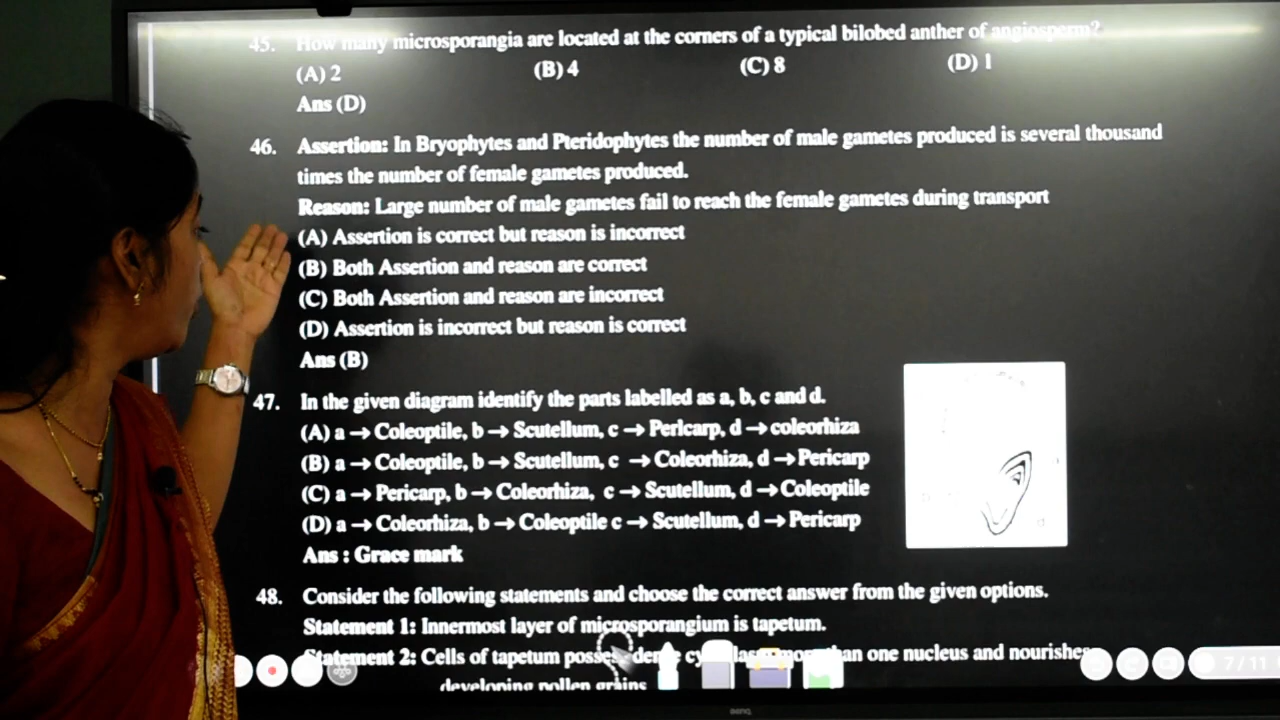 45. How many microsporangia are located at the corners of a typical bilobed anther of angiosperm?
(A) 2 (B) 4 (C) 8 (D) 1
Ans (D)
46. Assertion: In Bryophytes and Pteridophytes the number of male gametes produced is several thousand
times the number of female gametes produced.
Reason: Large number of male gametes fail to reach the female gametes during transport
(A) Assertion is correct but reason is incorrect
(B) Both Assertion and reason are correct
(C) Both Assertion and reason are incorrect
(D) Assertion is incorrect but reason is correct
Ans (B)
47. In the given diagram identify the parts labelled as a, b, c and d.
(A) a → Coleoptile, b → Scutellum, c → Pericarp, d → coleorhiza
(B) a → Coleoptile, b → Scutellum, c → Coleorhiza, d → Pericarp
(C) a → Pericarp, b → Coleorhiza, c → Scutellum, d → Coleoptile
(D) a → Coleorhiza, b → Coleoptile c → Scutellum, d → Pericarp
Ans : Grace mark
d
48. Consider the following statements and choose the correct answer from the given options.
Statement 1: Innermost layer of microsporangium is tapetum.
Statement 2: Cells of tapetum than one nucleus and nourishes
developing pollen grains
7 / 11
BENQ